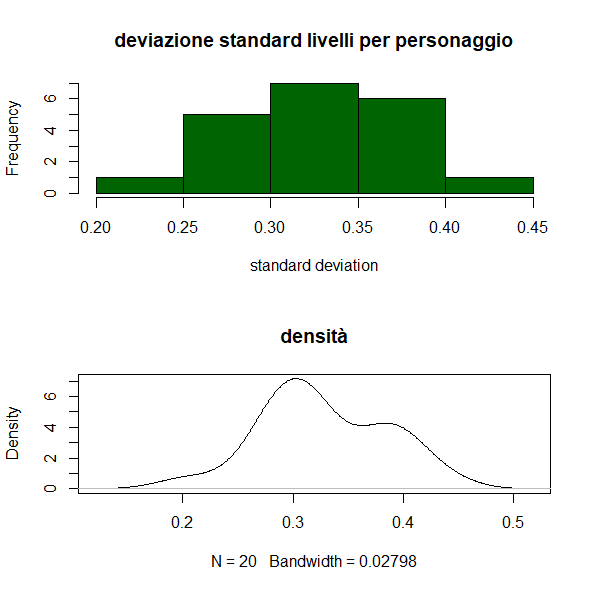 deviazione standard livelli per personaggio
Frequency
6
4
2
0
0.20 0.25 0.30 0.35 0.40 0.45
standard deviation
densità
Density
6
4
2
0
0.2 0.3 0.4 0.5
N = 20 Bandwidth = 0.02798